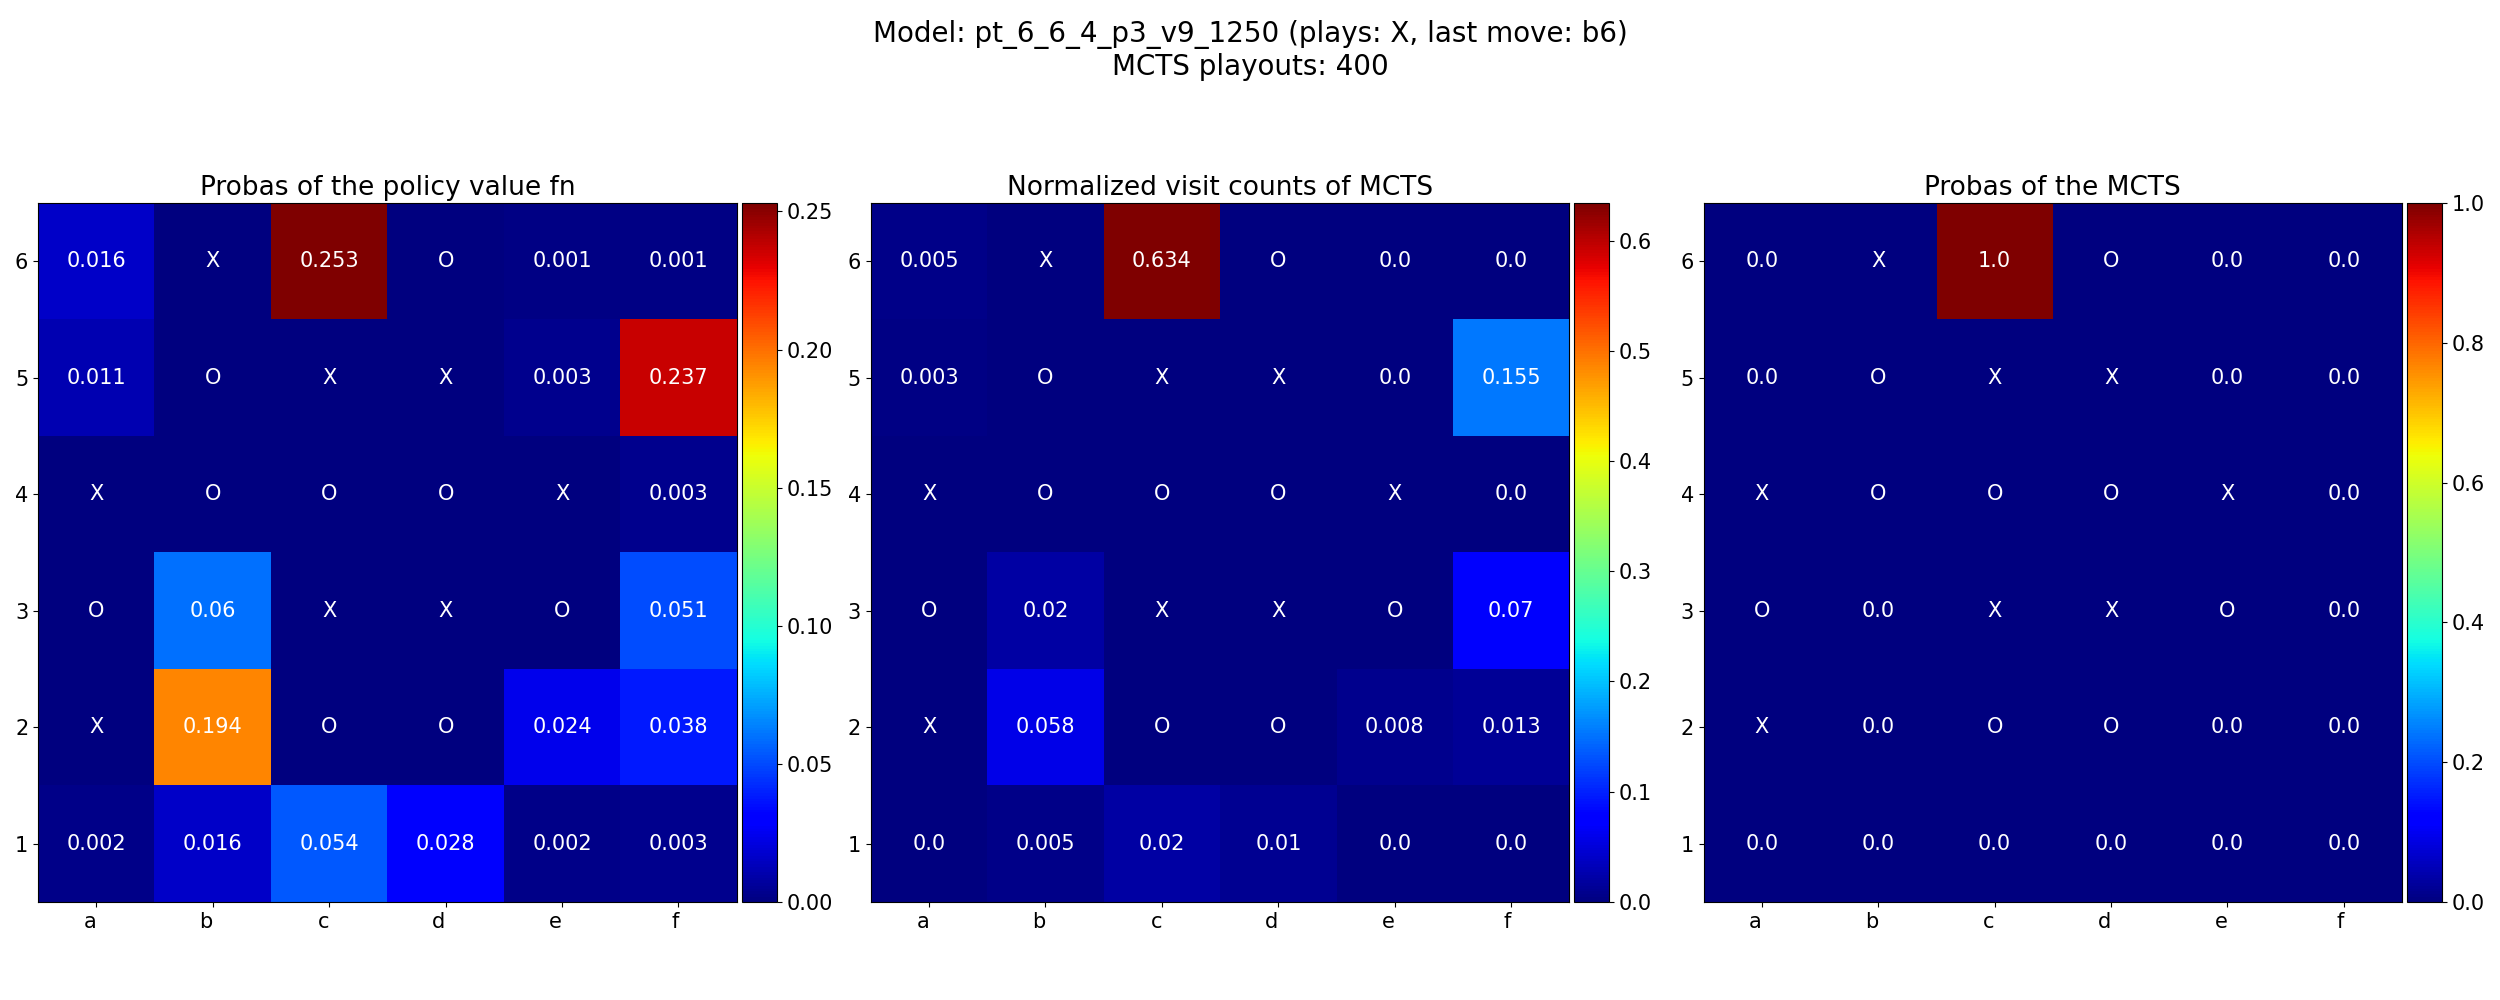 Model: pt_6_6_4_p3_v9_1250 (plays: X, last move: b6)
MCTS playouts: 400
Probas of the policy value fn
6 0.016 X 0.253 O 0.001 0.001
5 0.011 O X X 0.003 0.237
4 X O O O X 0.003
3 O 0.06 X X O 0.051
2 X 0.194 O O 0.024 0.038
1 0.002 0.016 0.054 0.028 0.002 0.003
a b c d e f
0.25
0.20
0.15
0.10
0.05
0.00
Normalized visit counts of MCTS
6 0.005 X 0.634 O 0.0 0.0
5 0.003 O X X 0.0 0.155
4 X O O O X 0.0
3 O 0.02 X X O 0.07
2 X 0.058 O O 0.008 0.013
1 0.0 0.005 0.02 0.01 0.0 0.0
a b c d e f
0.6
0.5
0.4
0.3
0.2
0.1
0.0
Probas of the MCTS
6 0.0 X 1.0 O 0.0 0.0
5 0.0 O X X 0.0 0.0
4 X O O O X 0.0
3 O 0.0 X X O 0.0
2 X 0.0 O O 0.0 0.0
1 0.0 0.0 0.0 0.0 0.0 0.0
a b c d e f
1.0
0.8
0.6
0.4
0.2
0.0